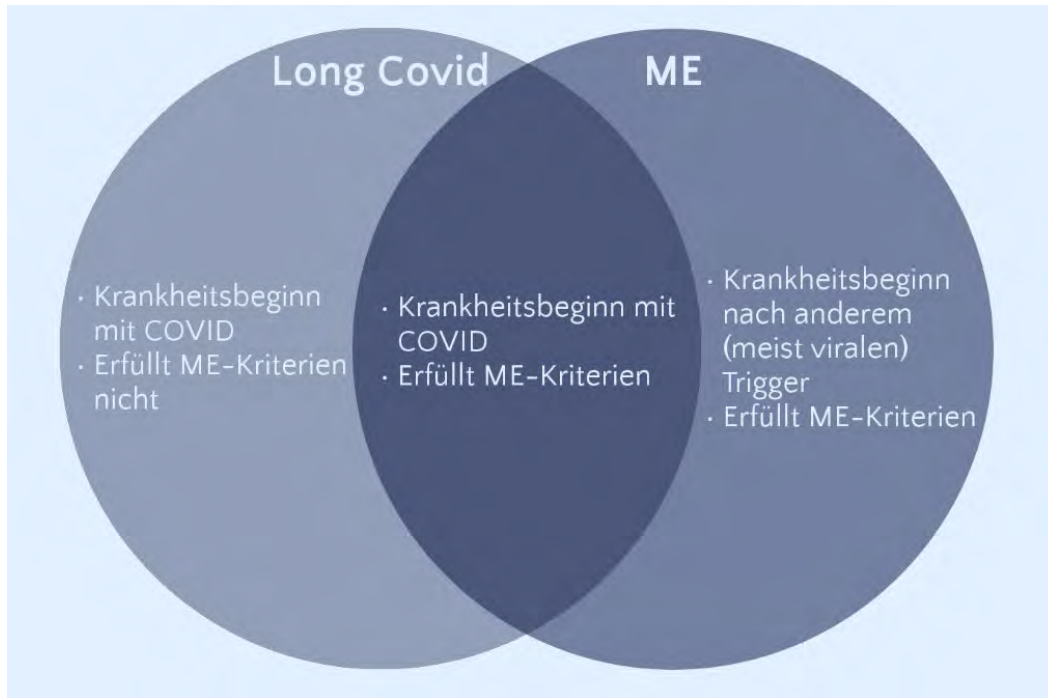 Long Covid
ME
· Krankheitsbeginn
mit COVID
· Erfüllt ME-Kriterien
nicht
· Krankheitsbeginn mit
COVID
· Erfüllt ME-Kriterien
· Krankheitsbeginn
nach anderem
(meist viralen)
Trigger
· Erfüllt ME-Kriterien